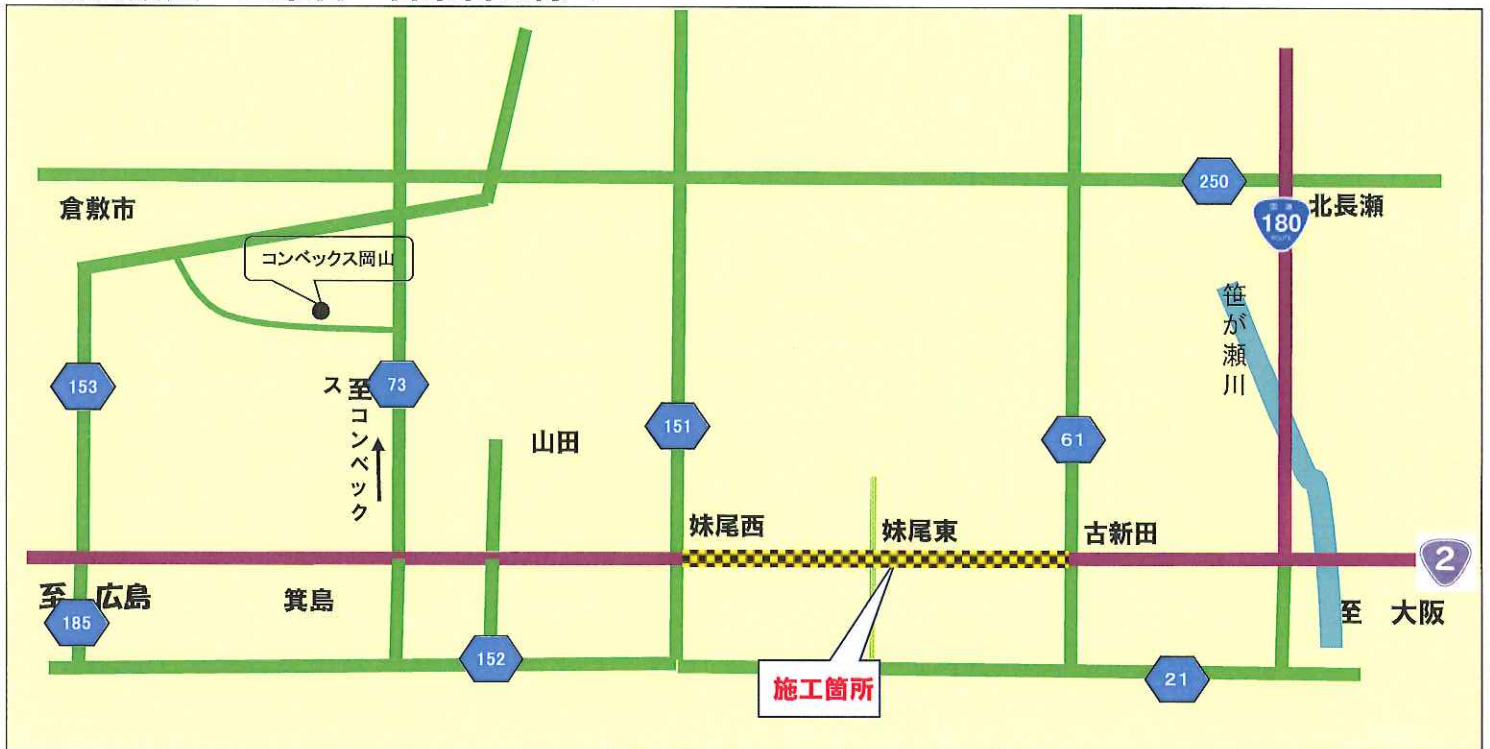 250
倉敷市
北長瀬
国道
180
ROUTE
コンベックス岡山
笹が瀬川
153
至コンベックス
73
151
61
山田
妹尾西
妹尾東
古新田
2
至 広島
箕島
至 大阪
185
152
施工箇所
21